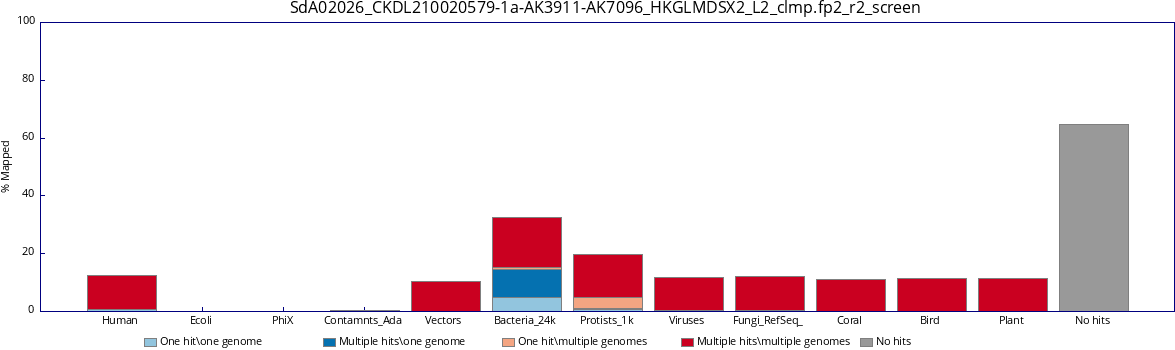 SdA02026_CKDL210020579-1a-AK3911-AK7096_HKGLMDSX2_L2_clmp.fp2_r2_screen
100
80
60
40
20
0
% Mapped
Human Ecoli PhiX Contamnts_Ada Vectors Bacteria_24k Protists_1k Viruses Fungi_RefSeq_ Coral Bird Plant No hits
One hit\one genome Multiple hits\one genome One hit\multiple genomes Multiple hits\multiple genomes No hits